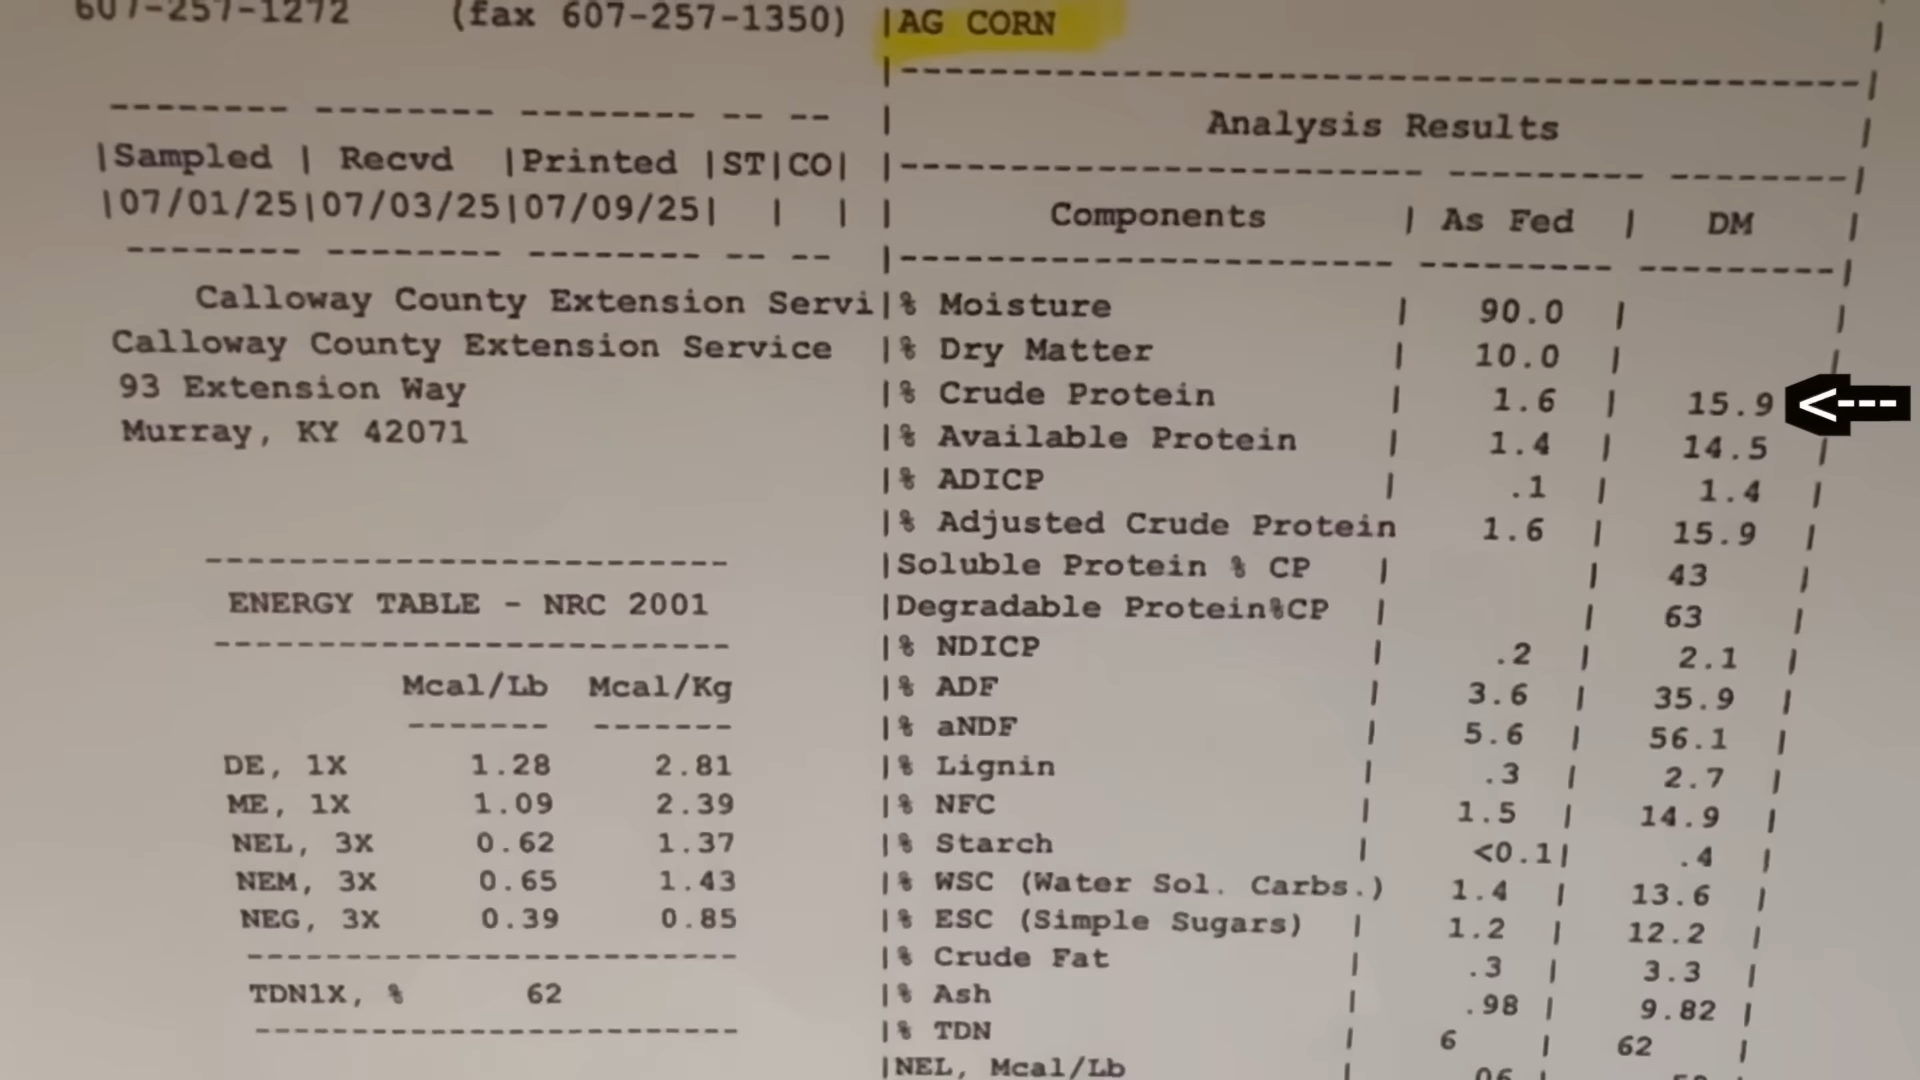 607-257-1272 (fax 607-257-1350)
|Sampled | Recvd |Printed |ST|CO|
|07/01/25|07/03/25|07/09/25| | |
Calloway County Extension Servi
Calloway County Extension Service
93 Extension Way
Murray, KY 42071
ENERGY TABLE - NRC 2001
Mcal/Lb Mcal/Kg
DE, 1X 1.28 2.81
ME, 1X 1.09 2.39
NEL, 3X 0.62 1.37
NEM, 3X 0.65 1.43
NEG, 3X 0.39 0.85
TDN1X, % 62
|AG CORN
Analysis Results
Components | As Fed | DM
|% Moisture | 90.0 |
|% Dry Matter | 10.0 |
|% Crude Protein | 1.6 | 15.9
|% Available Protein | 1.4 | 14.5 |
|% ADICP | .1 | 1.4 |
|% Adjusted Crude Protein 1.6 | 15.9 |
|Soluble Protein % CP | | 43 |
|Degradable Protein%CP | | 63 |
|% NDICP | .2 | 2.1 |
|% ADF | 3.6 | 35.9 |
|% aNDF | 5.6 | 56.1 |
|% Lignin | .3 | 2.7 |
|% NFC | 1.5 | 14.9 |
|% Starch | <0.1| .4 |
|% WSC (Water Sol. Carbs.) 1.4 | 13.6 |
|% ESC (Simple Sugars) | 1.2 | 12.2 |
|% Crude Fat | .3 | 3.3 |
|% Ash | .98 | 9.82 |
|% TDN | 6 | 62 |
|NEL, Mcal/Lb |